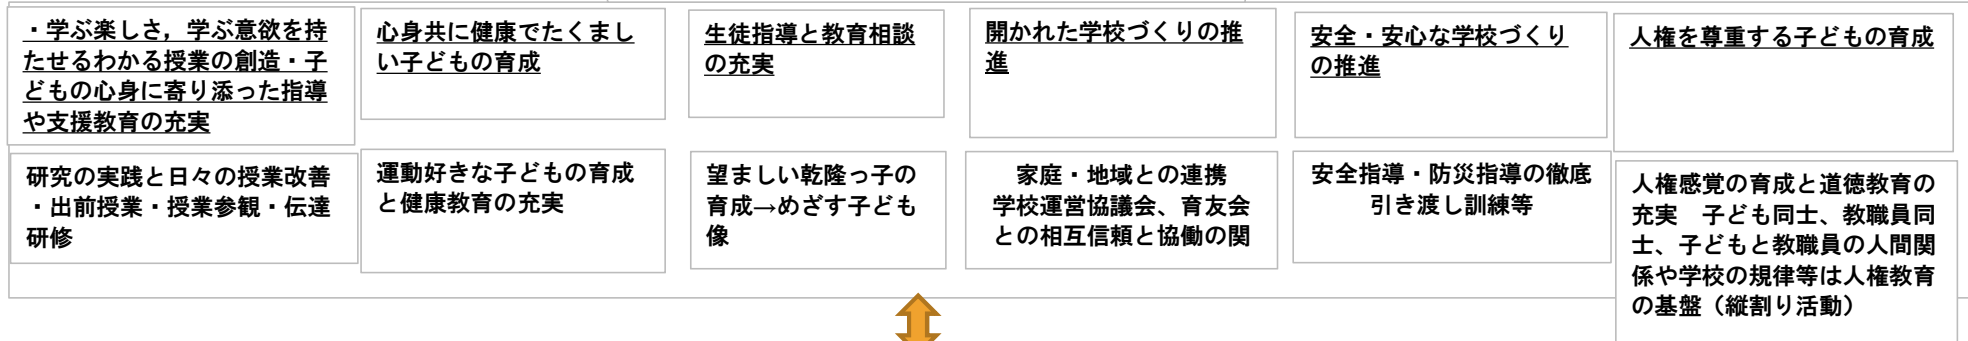 ・学ぶ楽しさ，学ぶ意欲を持
たせるわかる授業の創造・子
どもの心身に寄り添った指導
や支援教育の充実
心身共に健康でたくまし
い子どもの育成
生徒指導と教育相談
の充実
開かれた学校づくりの推
進
安全・安心な学校づくり
の推進
人権を尊重する子どもの育成
研究の実践と日々の授業改善
・出前授業・授業参観・伝達
研修
運動好きな子どもの育成
と健康教育の充実
望ましい乾隆っ子の
育成→めざす子ども
像
家庭・地域との連携
学校運営協議会、育友会
との相互信頼と協働の関
安全指導・防災指導の徹底
引き渡し訓練等
人権感覚の育成と道徳教育の
充実　子ども同士、教職員同
士、子どもと教職員の人間関
係や学校の規律等は人権教育
の基盤（縦割り活動）